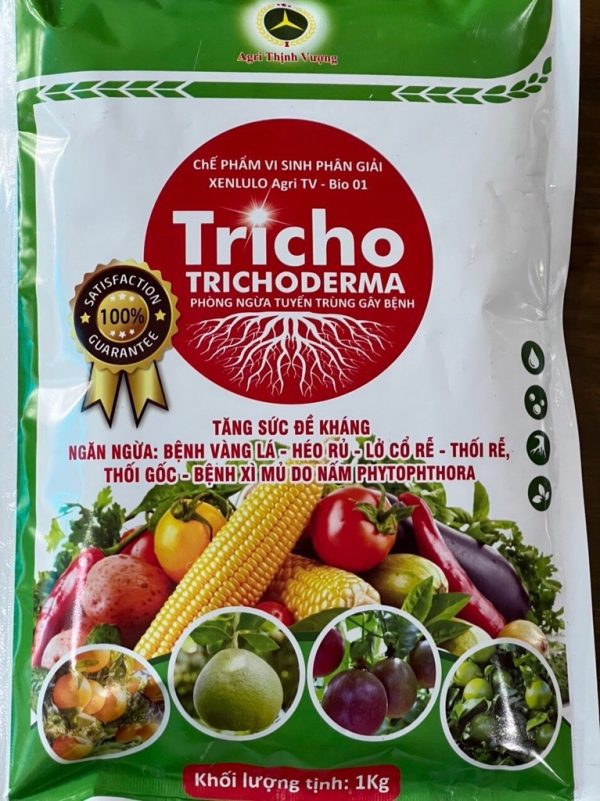 Agri Thịnh Vượng
ChẾ PHẨM VI SINH PHÂN GIẢI
XENLULO Agri TV - Bio 01
Tricho
TRICHODERMA
PHÒNG NGỪA TUYẾN TRÙNG GÂY BỆNH
SATISFACTION
100%
GUARANTEE
TĂNG SỨC ĐỀ KHÁNG
NGĂN NGỪA: BỆNH VÀNG LÁ - HÉO RỦ - LỞ CỔ RỄ - THỐI RỄ,
THỐI GỐC - BỆNH XÌ MỦ DO NẤM PHYTOPHTHORA
Khối lượng tịnh: 1Kg